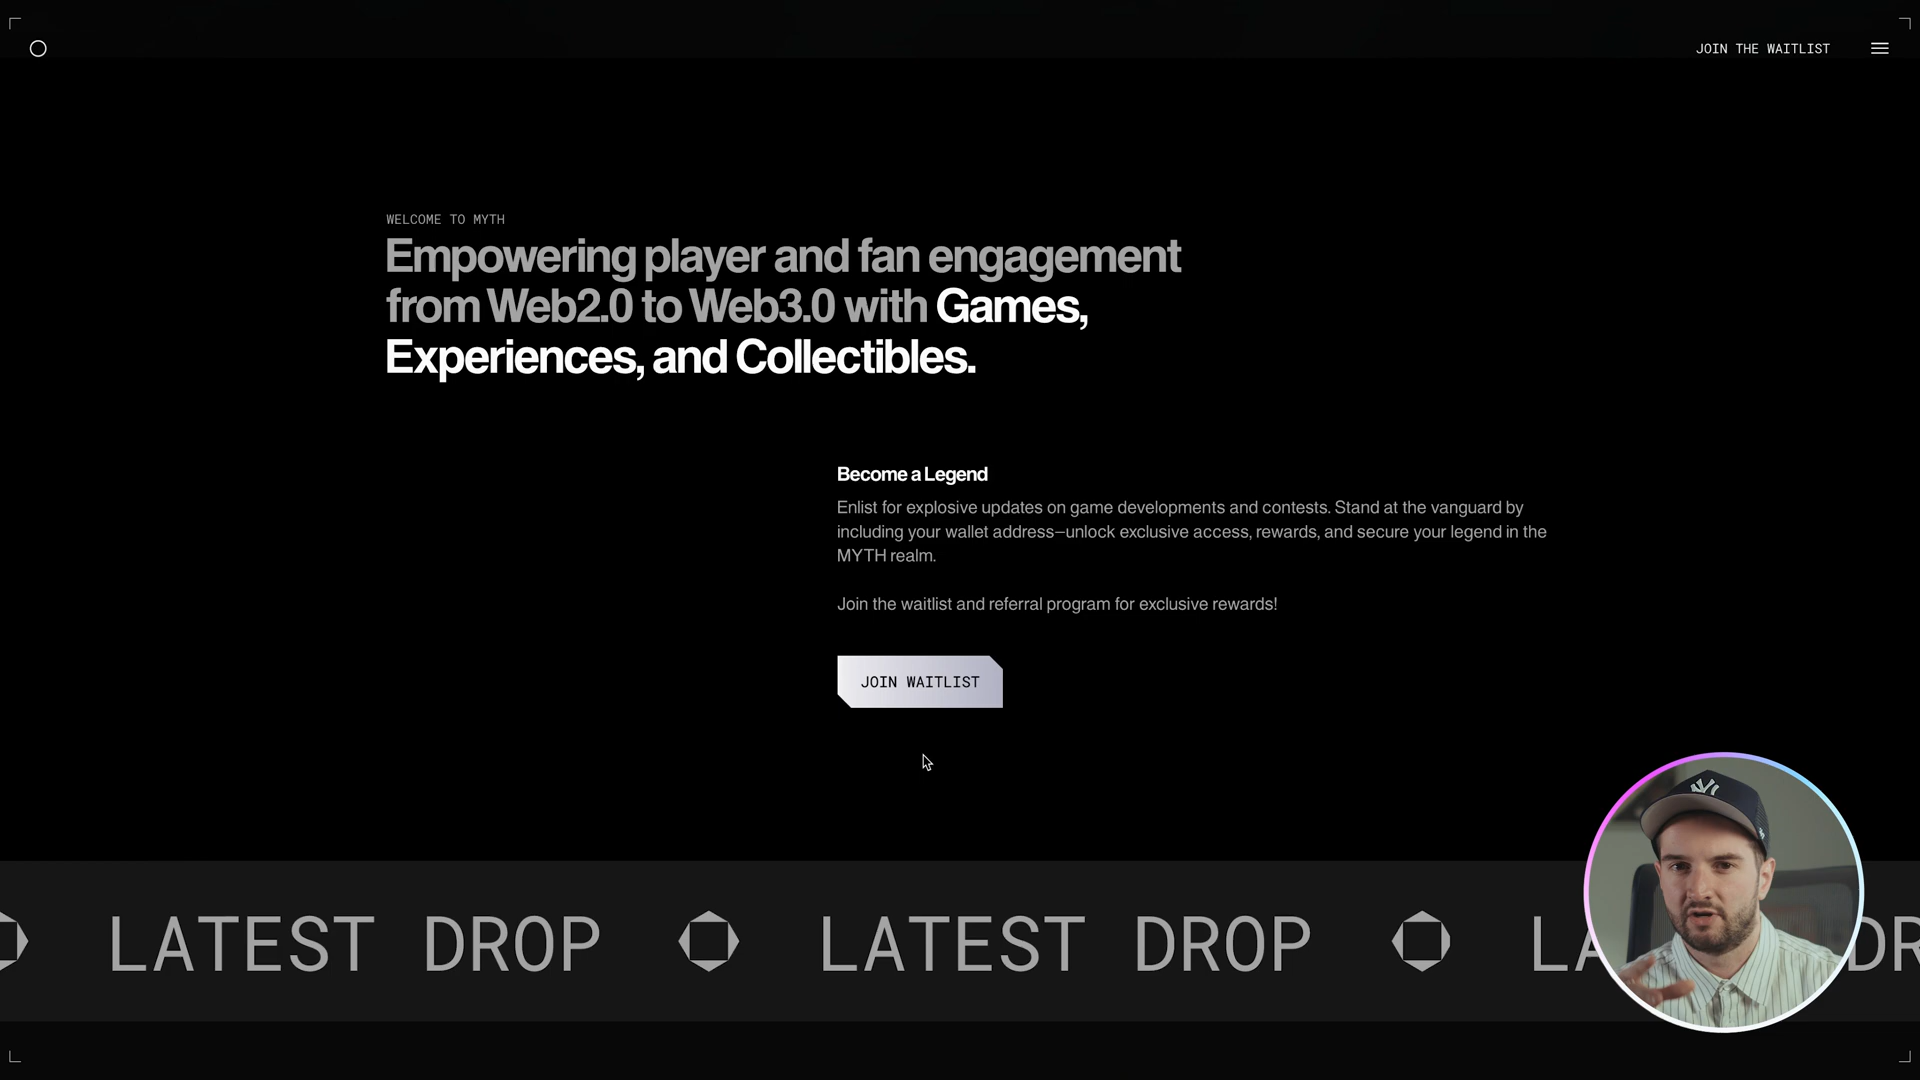 JOIN THE WAITLIST
WELCOME TO MYTH
Empowering player and fan engagement
from Web2.0 to Web3.0 with Games,
Experiences, and Collectibles.
Become a Legend
Enlist for explosive updates on game developments and contests. Stand at the vanguard by
including your wallet address—unlock exclusive access, rewards, and secure your legend in the
MYTH realm.
Join the waitlist and referral program for exclusive rewards!
JOIN WAITLIST
LATEST DROP LATEST DROP LA DR